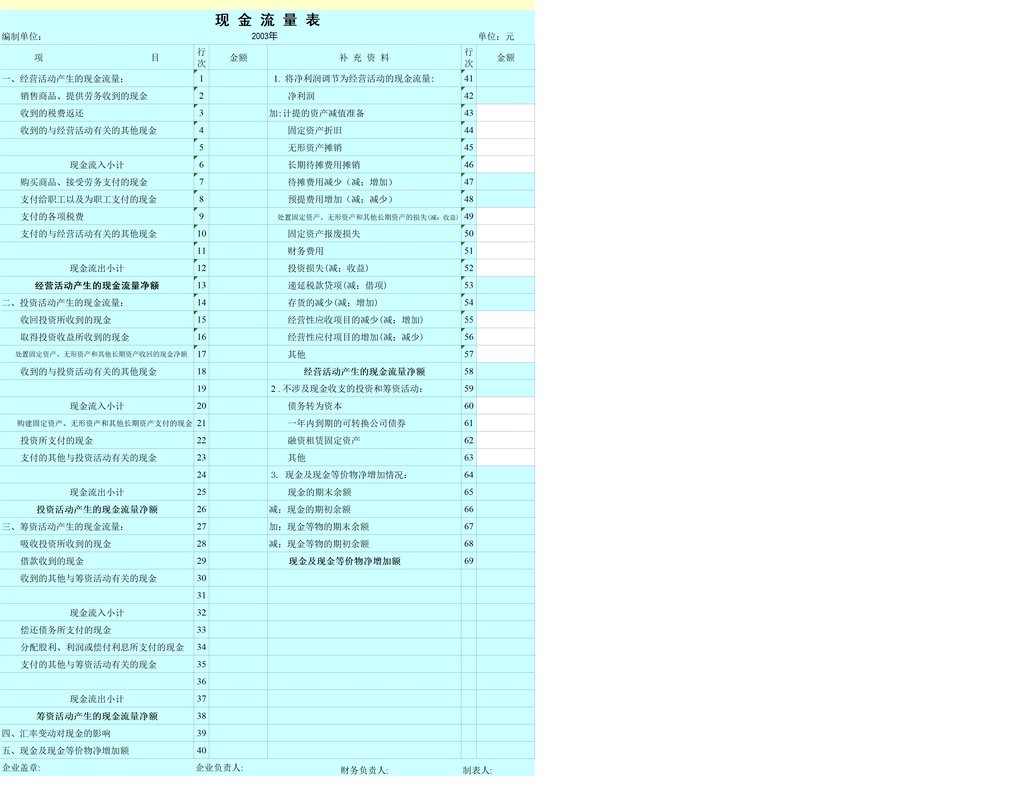 现 金 流 量 表
编制单位： 2003年 单位：元
项 目 行次 金额 补 充 资 料 行次 金额
一、经营活动产生的现金流量： 1 1. 将净利润调节为经营活动的现金流量： 41
销售商品、提供劳务收到的现金 2 净利润 42
收到的税费返还 3 加:计提的资产减值准备 43
收到的与经营活动有关的其他现金 4 固定资产折旧 44
5 无形资产摊销 45
现金流入小计 6 长期待摊费用摊销 46
购买商品、接受劳务支付的现金 7 待摊费用减少（减：增加） 47
支付给职工以及为职工支付的现金 8 预提费用增加（减：减少） 48
支付的各项税费 9 处置固定资产、无形资产和其他长期资产的损失(减：收益) 49
支付的与经营活动有关的其他现金 10 固定资产报废损失 50
11 财务费用 51
现金流出小计 12 投资损失(减：收益) 52
经营活动产生的现金流量净额 13 递延税款贷项(减：借项) 53
二、投资活动产生的现金流量： 14 存货的减少(减：增加) 54
收回投资所收到的现金 15 经营性应收项目的减少(减：增加) 55
取得投资收益所收到的现金 16 经营性应付项目的增加(减：减少) 56
处置固定资产、无形资产和其他长期资产收回的现金净额 17 其他 57
收到的与投资活动有关的其他现金 18 经营活动产生的现金流量净额 58
19 2．不涉及现金收支的投资和筹资活动： 59
现金流入小计 20 债务转为资本 60
购建固定资产、无形资产和其他长期资产支付的现金 21 一年内到期的可转换公司债券 61
投资所支付的现金 22 融资租赁固定资产 62
支付的其他与投资活动有关的现金 23 其他 63
24 3. 现金及现金等价物净增加情况： 64
现金流出小计 25 现金的期末余额 65
投资活动产生的现金流量净额 26 减：现金的期初余额 66
三、筹资活动产生的现金流量： 27 加：现金等物的期末余额 67
吸收投资所收到的现金 28 减：现金等物的期初余额 68
借款收到的现金 29 现金及现金等价物净增加额 69
收到的其他与筹资活动有关的现金 30
31
现金流入小计 32
偿还债务所支付的现金 33
分配股利、利润或偿付利息所支付的现金 34
支付的其他与筹资活动有关的现金 35
36
现金流出小计 37
筹资活动产生的现金流量净额 38
四、汇率变动对现金的影响 39
五、现金及现金等价物净增加额 40
企业盖章: 企业负责人: 财务负责人: 制表人: